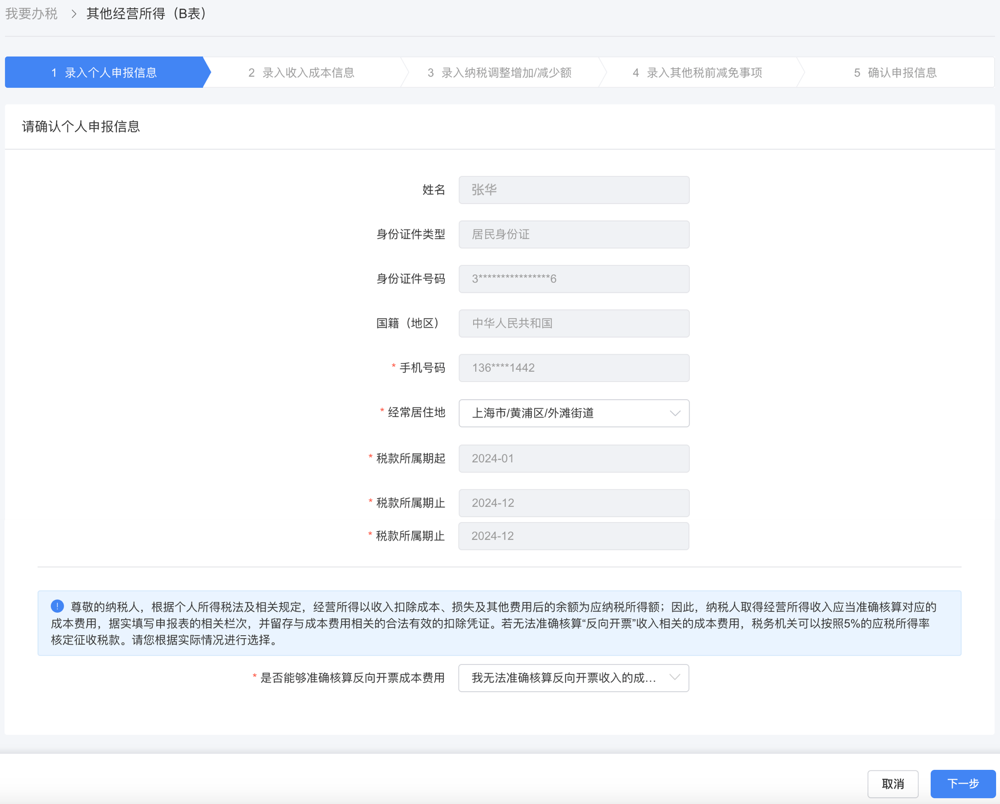 我要办税 > 其他经营所得（B表）
1 录入个人申报信息 2 录入收入成本信息 3 录入纳税调整增加/减少额 4 录入其他税前减免事项 5 确认申报信息
请确认个人申报信息
姓名 张华
身份证件类型 居民身份证
身份证件号码 3****************6
国籍（地区） 中华人民共和国
* 手机号码 136****1442
* 经常居住地 上海市/黄浦区/外滩街道
* 税款所属期起 2024-01
* 税款所属期止 2024-12
* 税款所属期止 2024-12
尊敬的纳税人，根据个人所得税法及相关规定，经营所得以收入扣除成本、损失及其他费用后的余额为应纳税所得额；因此，纳税人取得经营所得收入应当准确核算对应的
成本费用，据实填写申报表的相关栏次，并留存与成本费用相关的合法有效的扣除凭证。若无法准确核算“反向开票”收入相关的成本费用，税务机关可以按照5%的应税所得率
核定征收税款。请您根据实际情况进行选择。
* 是否能够准确核算反向开票成本费用 我无法准确核算反向开票收入的成...
取消 下一步